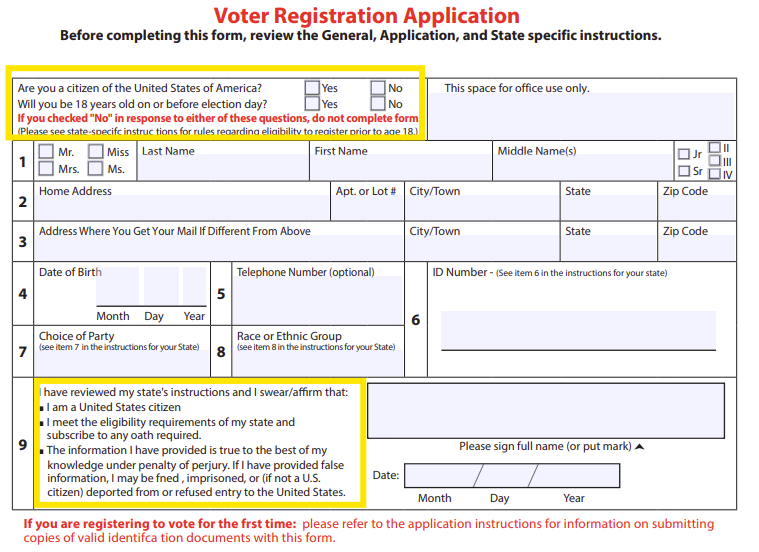 Voter Registration Application
Before completing this form, review the General, Application, and State specific instructions.
Are you a citizen of the United States of America? Yes No
This space for office use only.
Will you be 18 years old on or before election day? Yes No
If you checked "No" in response to either of these questions, do not complete form
(Please see state-specifc instruc tions for rules regarding eligibility to register prior to age 18.)
1
Mr. Miss
Mrs. Ms.
Last Name
First Name
Middle Name(s)
Jr II
III
Sr IV
2
Home Address
Apt. or Lot #
City/Town
State
Zip Code
3
Address Where You Get Your Mail If Different From Above
City/Town
State
Zip Code
4
Date of Birth
Month Day Year
5
Telephone Number (optional)
6
ID Number - (See item 6 in the instructions for your state)
7
Choice of Party
(see item 7 in the instructions for your State)
8
Race or Ethnic Group
(see item 8 in the instructions for your State)
9
I have reviewed my state's instructions and I swear/affirm that:
■ I am a United States citizen
■ I meet the eligibility requirements of my state and
subscribe to any oath required.
■ The information I have provided is true to the best of my
knowledge under penalty of perjury. If I have provided false
information, I may be fned , imprisoned, or (if not a U.S.
citizen) deported from or refused entry to the United States.
Please sign full name (or put mark)
Date:
Month Day Year
If you are registering to vote for the frst time: please refer to the application instructions for information on submitting
copies of valid identifca tion documents with this form.